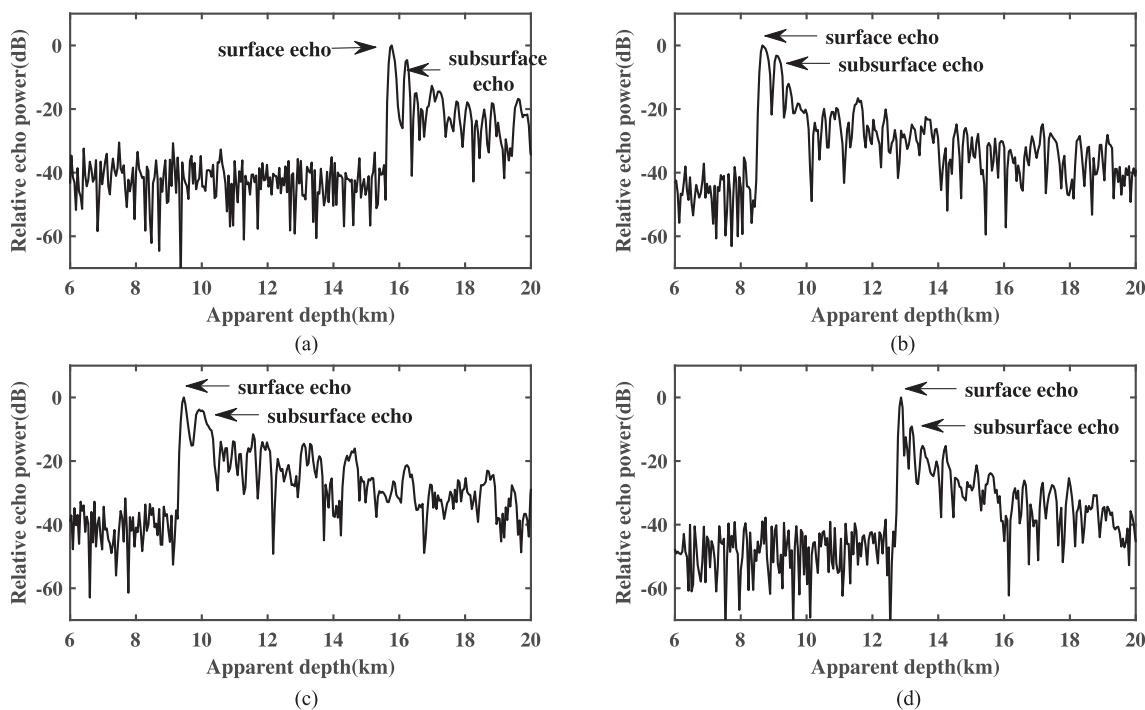 0
-20
-40
-60
Relative echo power(dB)
surface echo
subsurface
echo
6 8 10 12 14 16 18 20
Apparent depth(km)
(a)
0
-20
-40
-60
Relative echo power(dB)
surface echo
subsurface echo
6 8 10 12 14 16 18 20
Apparent depth(km)
(b)
0
-20
-40
-60
Relative echo power(dB)
surface echo
subsurface echo
6 8 10 12 14 16 18 20
Apparent depth(km)
(c)
0
-20
-40
-60
Relative echo power(dB)
surface echo
subsurface echo
6 8 10 12 14 16 18 20
Apparent depth(km)
(d)